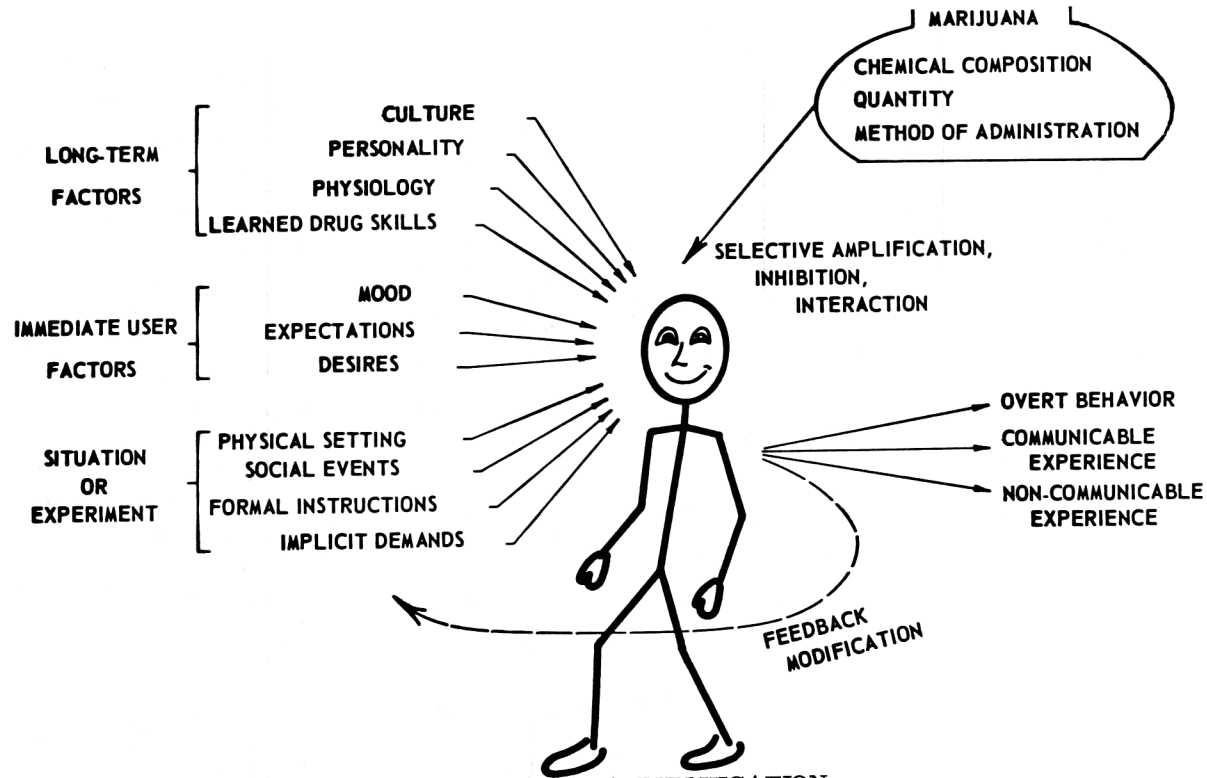 MARIJUANA
CHEMICAL COMPOSITION
QUANTITY
METHOD OF ADMINISTRATION
LONG-TERM
FACTORS
CULTURE
PERSONALITY
PHYSIOLOGY
LEARNED DRUG SKILLS
SELECTIVE AMPLIFICATION,
INHIBITION,
INTERACTION
IMMEDIATE USER
FACTORS
MOOD
EXPECTATIONS
DESIRES
SITUATION
OR
EXPERIMENT
PHYSICAL SETTING
SOCIAL EVENTS
FORMAL INSTRUCTIONS
IMPLICIT DEMANDS
OVERT BEHAVIOR
COMMUNICABLE
EXPERIENCE
NON-COMMUNICABLE
EXPERIENCE
FEEDBACK
MODIFICATION